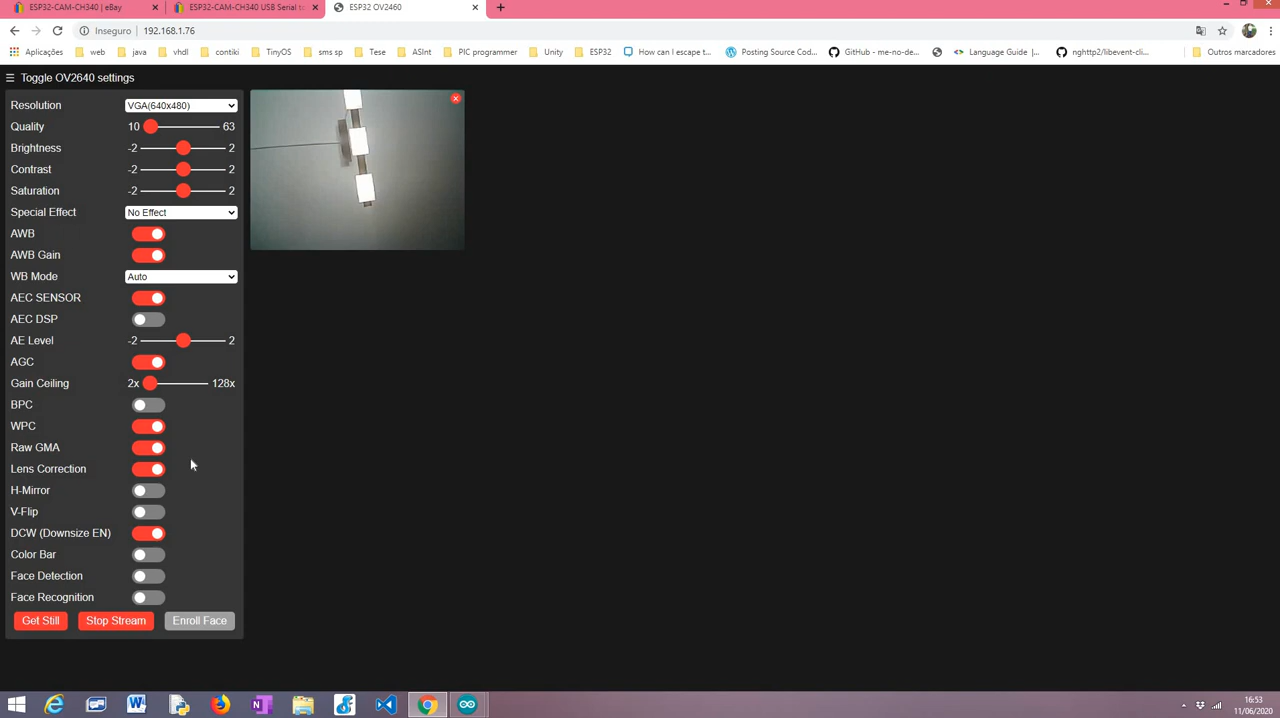 ESP32-CAM-CH340 | eBay
ESP32-CAM-CH340 USB Serial to
ESP32 OV2460
Inseguro | 192.168.1.76
Aplicações web java vhdl contiki TinyOS sms sp Tese ASInt PIC programmer Unity ESP32 How can I escape t... Posting Source Cod... GitHub - me-no-de... Language Guide |... nghttp2/libevent-cli... Outros marcadores
Toggle OV2640 settings
Resolution VGA(640x480)
Quality 10 63
Brightness -2 2
Contrast -2 2
Saturation -2 2
Special Effect No Effect
AWB
AWB Gain
WB Mode Auto
AEC SENSOR
AEC DSP
AE Level -2 2
AGC
Gain Ceiling 2x 128x
BPC
WPC
Raw GMA
Lens Correction
H-Mirror
V-Flip
DCW (Downsize EN)
Color Bar
Face Detection
Face Recognition
Get Still Stop Stream Enroll Face
16:53
11/06/2020